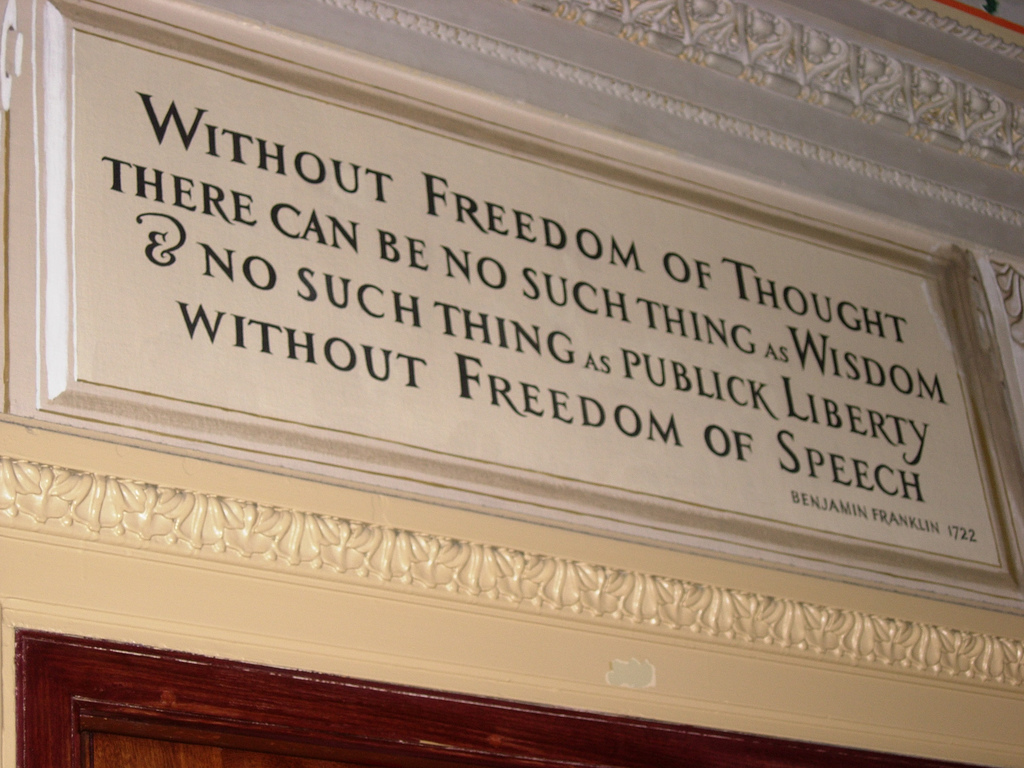 WITHOUT FREEDOM OF THOUGHT
THERE CAN BE NO SUCH THING AS WISDOM
& NO SUCH THING AS PUBLICK LIBERTY
WITHOUT FREEDOM OF SPEECH
BENJAMIN FRANKLIN 1722